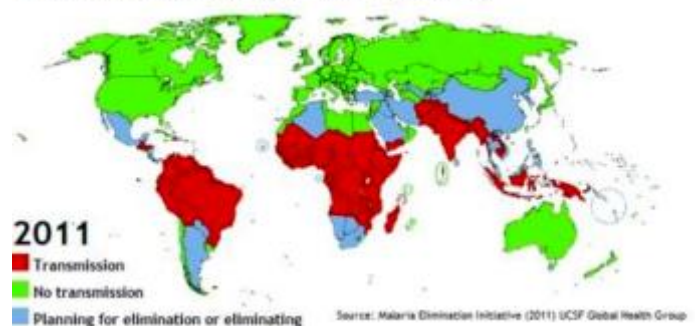 2011
Transmission
No transmission
Planning for elimination or eliminating
Source: Malaria Elimination Initiative (2011) UCSF Global Health Group